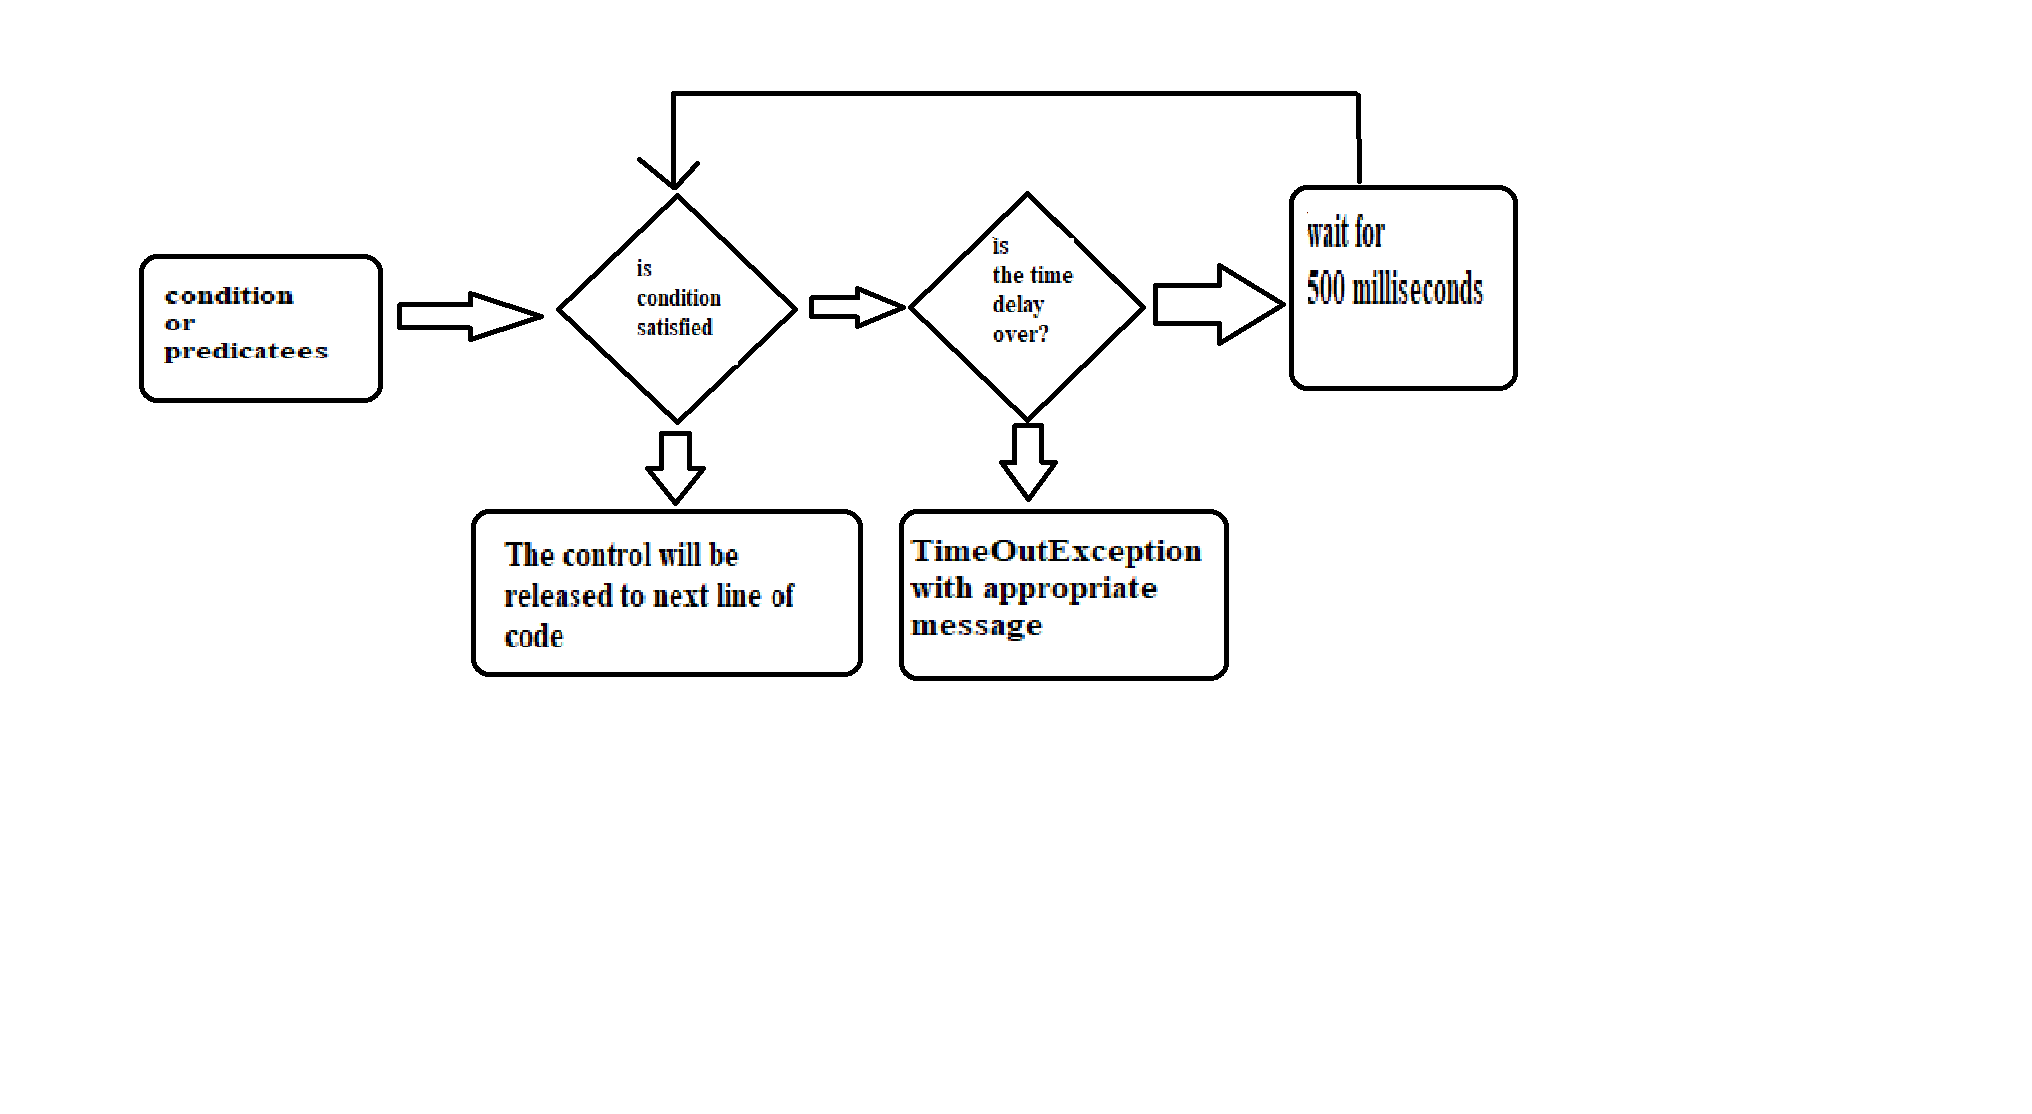 condition
or
predicatees
is
condition
satisfied
is
the time
delay
over?
wait for
500 milliseconds
The control will be
released to next line of
code
TimeOutException
with appropriate
message